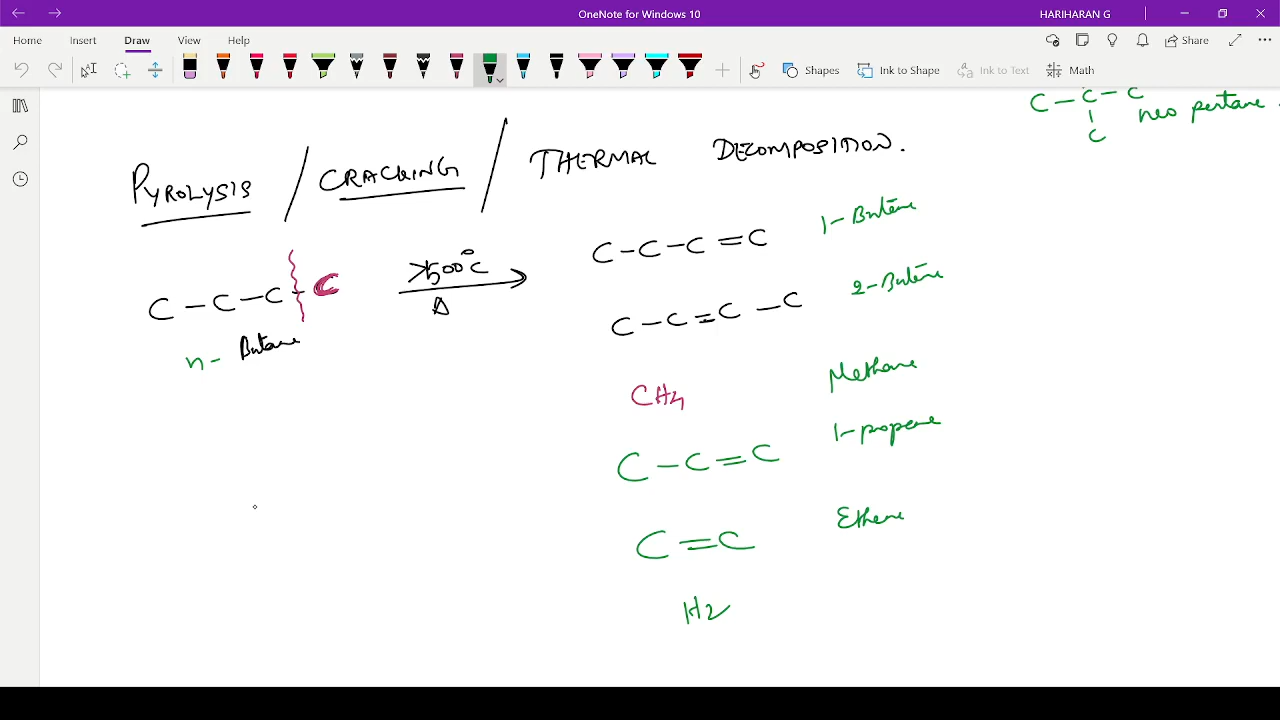 OneNote for Windows 10
HARIHARAN G
Home Insert Draw View Help
Share
Shapes
Ink to Shape
Ink to Text
Math
C – C – C
C
neo pentane.
PYROLYSIS / CRACKING / THERMAL DECOMPOSITION.
C – C – C – C
n- Butane
>500°C
Δ
C – C – C = C 1-Butene
C – C = C – C 2-Butene
CH4 Methane
C – C = C 1-propene
C = C Ethene
H2